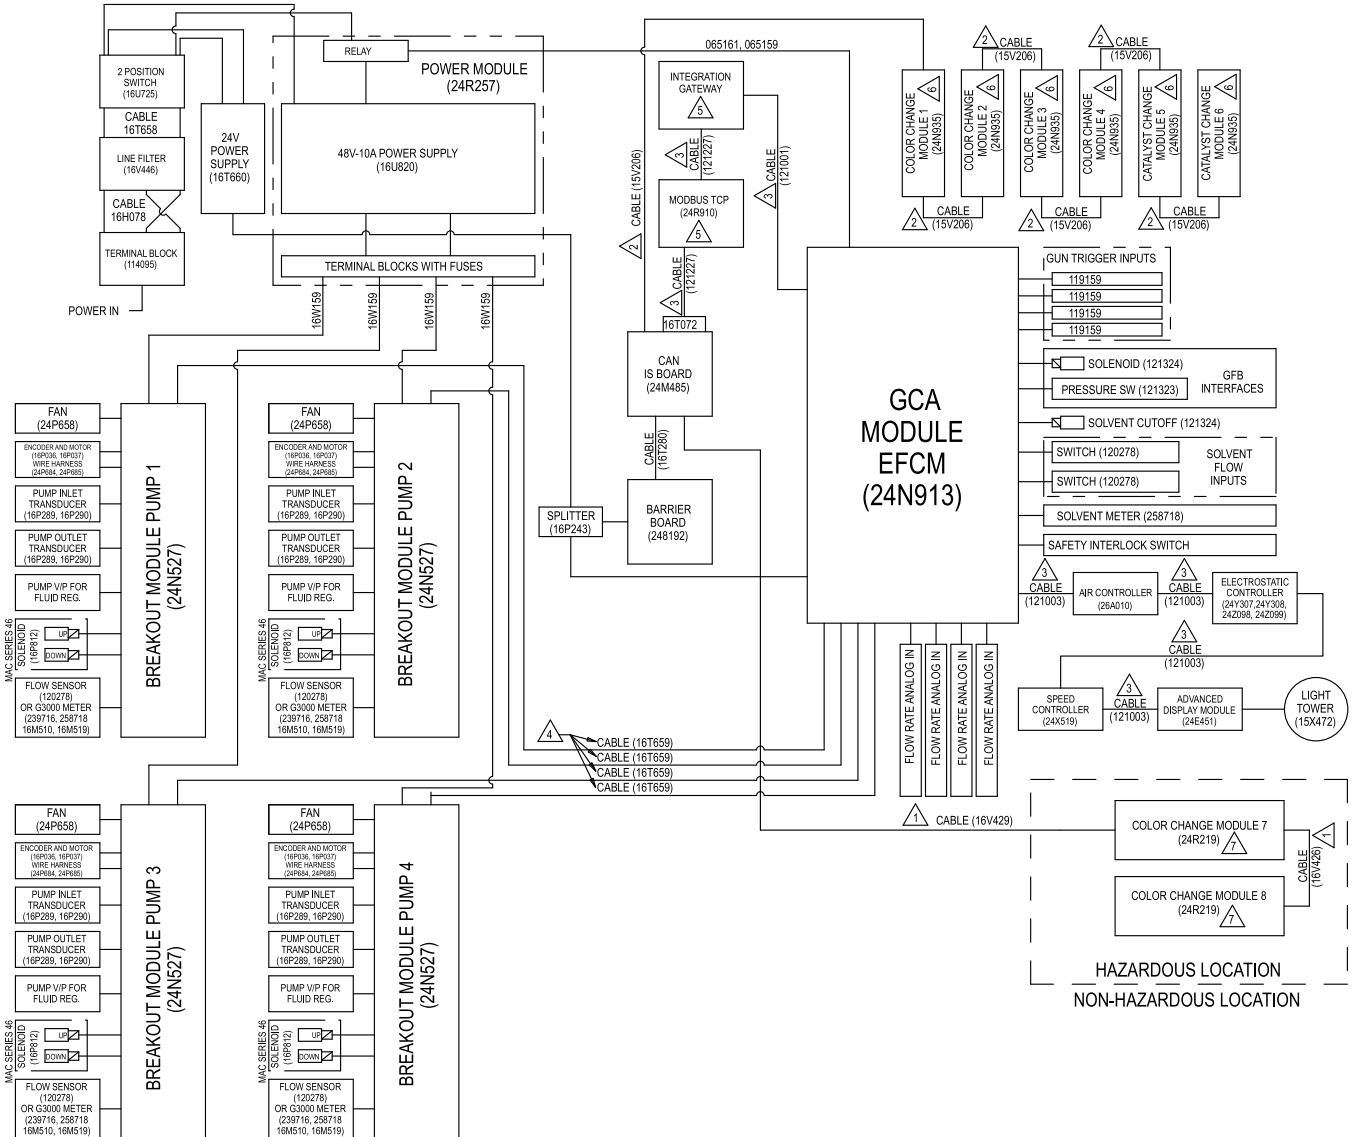 2 POSITION
SWITCH
(16U725)
CABLE
16T658
LINE FILTER
(16V446)
CABLE
16H078
TERMINAL BLOCK
(114095)
POWER IN
24V
POWER
SUPPLY
(16T660)
RELAY
POWER MODULE
(24R257)
48V-10A POWER SUPPLY
(16U820)
TERMINAL BLOCKS WITH FUSES
16W159
16W159
16W159
16W159
065161, 065159
INTEGRATION
GATEWAY
5
3
CABLE
(121227)
MODBUS TCP
(24R910)
5
3
CABLE
(121227)
3
CABLE
(121001)
2
CABLE (15V206)
16T072
CAN
IS BOARD
(24M485)
CABLE
(16T280)
BARRIER
BOARD
(248192)
SPLITTER
(16P243)
GCA
MODULE
EFCM
(24N913)
2
CABLE
(15V206)
2
CABLE
(15V206)
COLOR CHANGE
MODULE 1
(24N935)
6
COLOR CHANGE
MODULE 2
(24N935)
6
COLOR CHANGE
MODULE 3
(24N935)
6
COLOR CHANGE
MODULE 4
(24N935)
6
CATALYST CHANGE
MODULE 5
(24N935)
6
CATALYST CHANGE
MODULE 6
(24N935)
6
2
CABLE
(15V206)
2
CABLE
(15V206)
2
CABLE
(15V206)
GUN TRIGGER INPUTS
119159
119159
119159
119159
SOLENOID (121324)
PRESSURE SW (121323)
GFB
INTERFACES
SOLVENT CUTOFF (121324)
SWITCH (120278)
SWITCH (120278)
SOLVENT
FLOW
INPUTS
SOLVENT METER (258718)
SAFETY INTERLOCK SWITCH
3
CABLE
(121003)
AIR CONTROLLER
(26A010)
3
CABLE
(121003)
ELECTROSTATIC
CONTROLLER
(24Y307,24Y308,
24Z098, 24Z099)
3
CABLE
(121003)
SPEED
CONTROLLER
(24X519)
3
CABLE
(121003)
ADVANCED
DISPLAY MODULE
(24E451)
LIGHT
TOWER
(15X472)
FLOW RATE ANALOG IN
FLOW RATE ANALOG IN
FLOW RATE ANALOG IN
FLOW RATE ANALOG IN
4
CABLE (16T659)
CABLE (16T659)
CABLE (16T659)
CABLE (16T659)
1
CABLE (16V429)
COLOR CHANGE MODULE 7
(24R219)
7
COLOR CHANGE MODULE 8
(24R219)
7
CABLE
(16V426)
1
HAZARDOUS LOCATION
NON-HAZARDOUS LOCATION
FAN
(24P658)
ENCODER AND MOTOR
(16P036, 16P037)
WIRE HARNESS
(24P684, 24P685)
PUMP INLET
TRANSDUCER
(16P289, 16P290)
PUMP OUTLET
TRANSDUCER
(16P289, 16P290)
PUMP V/P FOR
FLUID REG.
MAC SERIES 46
SOLENOID
(16P812)
UP
DOWN
FLOW SENSOR
(120278)
OR G3000 METER
(239716, 258718
16M510, 16M519)
BREAKOUT MODULE PUMP 1
(24N527)
FAN
(24P658)
ENCODER AND MOTOR
(16P036, 16P037)
WIRE HARNESS
(24P684, 24P685)
PUMP INLET
TRANSDUCER
(16P289, 16P290)
PUMP OUTLET
TRANSDUCER
(16P289, 16P290)
PUMP V/P FOR
FLUID REG.
MAC SERIES 46
SOLENOID
(16P812)
UP
DOWN
FLOW SENSOR
(120278)
OR G3000 METER
(239716, 258718
16M510, 16M519)
BREAKOUT MODULE PUMP 2
(24N527)
FAN
(24P658)
ENCODER AND MOTOR
(16P036, 16P037)
WIRE HARNESS
(24P684, 24P685)
PUMP INLET
TRANSDUCER
(16P289, 16P290)
PUMP OUTLET
TRANSDUCER
(16P289, 16P290)
PUMP V/P FOR
FLUID REG.
MAC SERIES 46
SOLENOID
(16P812)
UP
DOWN
FLOW SENSOR
(120278)
OR G3000 METER
(239716, 258718
16M510, 16M519)
BREAKOUT MODULE PUMP 3
(24N527)
FAN
(24P658)
ENCODER AND MOTOR
(16P036, 16P037)
WIRE HARNESS
(24P684, 24P685)
PUMP INLET
TRANSDUCER
(16P289, 16P290)
PUMP OUTLET
TRANSDUCER
(16P289, 16P290)
PUMP V/P FOR
FLUID REG.
MAC SERIES 46
SOLENOID
(16P812)
UP
DOWN
FLOW SENSOR
(120278)
OR G3000 METER
(239716, 258718
16M510, 16M519)
BREAKOUT MODULE PUMP 4
(24N527)